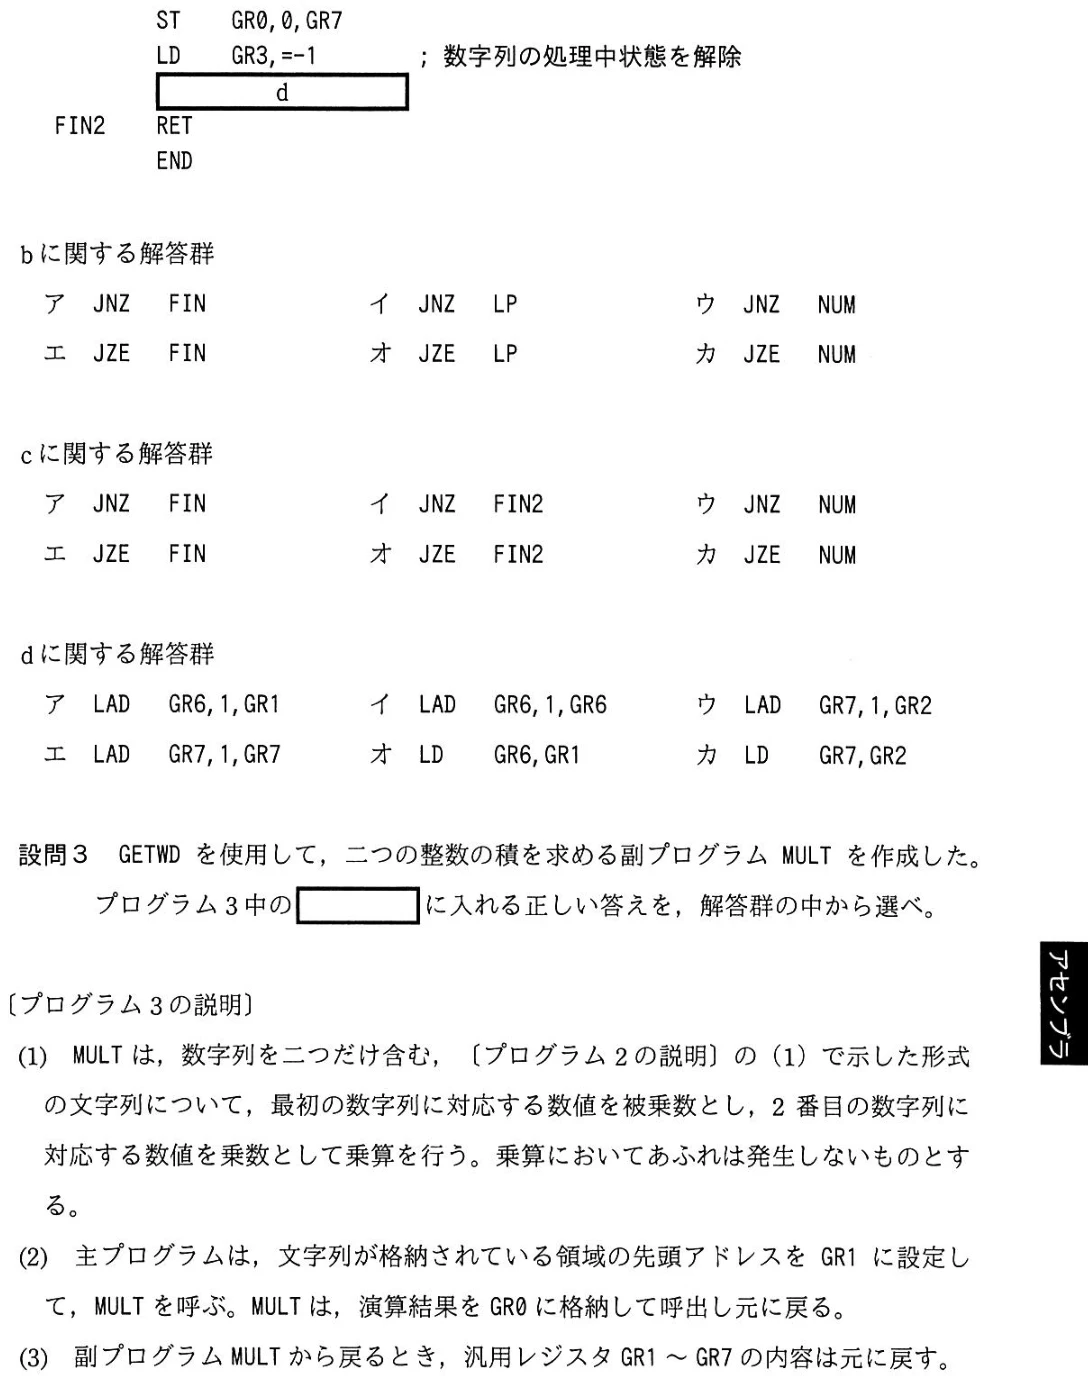 ST GR0,0,GR7
LD GR3,=-1 ; 数字列の処理中状態を解除
d
FIN2 RET
END
bに関する解答群
ア JNZ FIN イ JNZ LP ウ JNZ NUM
エ JZE FIN オ JZE LP カ JZE NUM
cに関する解答群
ア JNZ FIN イ JNZ FIN2 ウ JNZ NUM
エ JZE FIN オ JZE FIN2 カ JZE NUM
dに関する解答群
ア LAD GR6,1,GR1 イ LAD GR6,1,GR6 ウ LAD GR7,1,GR2
エ LAD GR7,1,GR7 オ LD GR6,GR1 カ LD GR7,GR2
設問3 GETWD を使用して，二つの整数の積を求める副プログラム MULT を作成した。
プログラム3中の に入れる正しい答えを，解答群の中から選べ。
アセンブラ
〔プログラム3の説明〕
(1) MULT は，数字列を二つだけ含む，〔プログラム2の説明〕の（1）で示した形式
の文字列について，最初の数字列に対応する数値を被乗数とし，2 番目の数字列に
対応する数値を乗数として乗算を行う。乗算においてあふれは発生しないものとす
る。
(2) 主プログラムは，文字列が格納されている領域の先頭アドレスを GR1 に設定し
て，MULT を呼ぶ。MULT は，演算結果を GR0 に格納して呼出し元に戻る。
(3) 副プログラム MULT から戻るとき，汎用レジスタ GR1 ～ GR7 の内容は元に戻す。